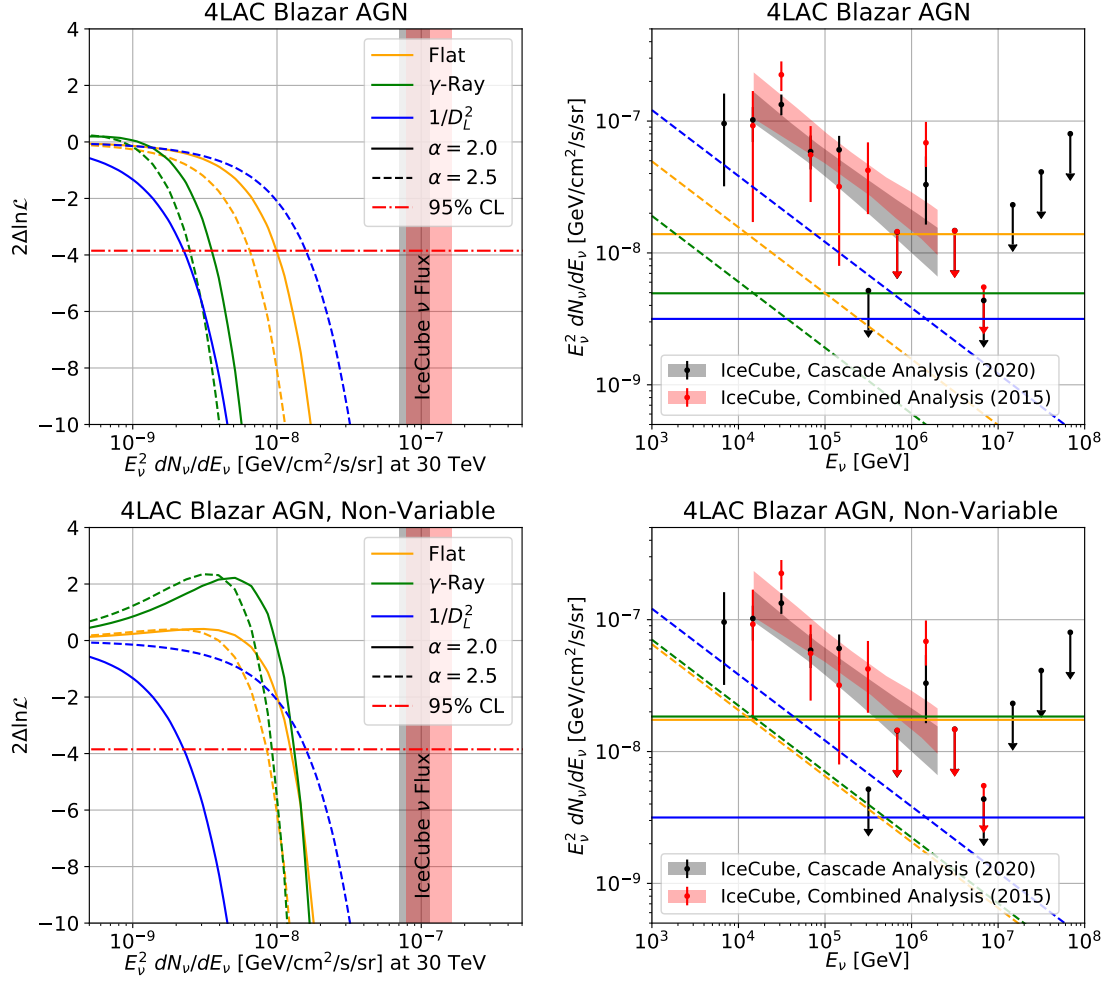 4LAC Blazar AGN
4
2
0
−2
−4
−6
−8
−10
2Δlnℒ
Flat
γ-Ray
1/D_L^2
α = 2.0
α = 2.5
95% CL
IceCube ν Flux
10^−9
10^−8
10^−7
E_ν^2 dN_ν/dE_ν [GeV/cm^2/s/sr] at 30 TeV
4LAC Blazar AGN
10^−7
10^−8
10^−9
E_ν^2 dN_ν/dE_ν [GeV/cm^2/s/sr]
IceCube, Cascade Analysis (2020)
IceCube, Combined Analysis (2015)
10^3
10^4
10^5
10^6
10^7
10^8
E_ν [GeV]
4LAC Blazar AGN, Non-Variable
4
2
0
−2
−4
−6
−8
−10
2Δlnℒ
Flat
γ-Ray
1/D_L^2
α = 2.0
α = 2.5
95% CL
IceCube ν Flux
10^−9
10^−8
10^−7
E_ν^2 dN_ν/dE_ν [GeV/cm^2/s/sr] at 30 TeV
4LAC Blazar AGN, Non-Variable
10^−7
10^−8
10^−9
E_ν^2 dN_ν/dE_ν [GeV/cm^2/s/sr]
IceCube, Cascade Analysis (2020)
IceCube, Combined Analysis (2015)
10^3
10^4
10^5
10^6
10^7
10^8
E_ν [GeV]